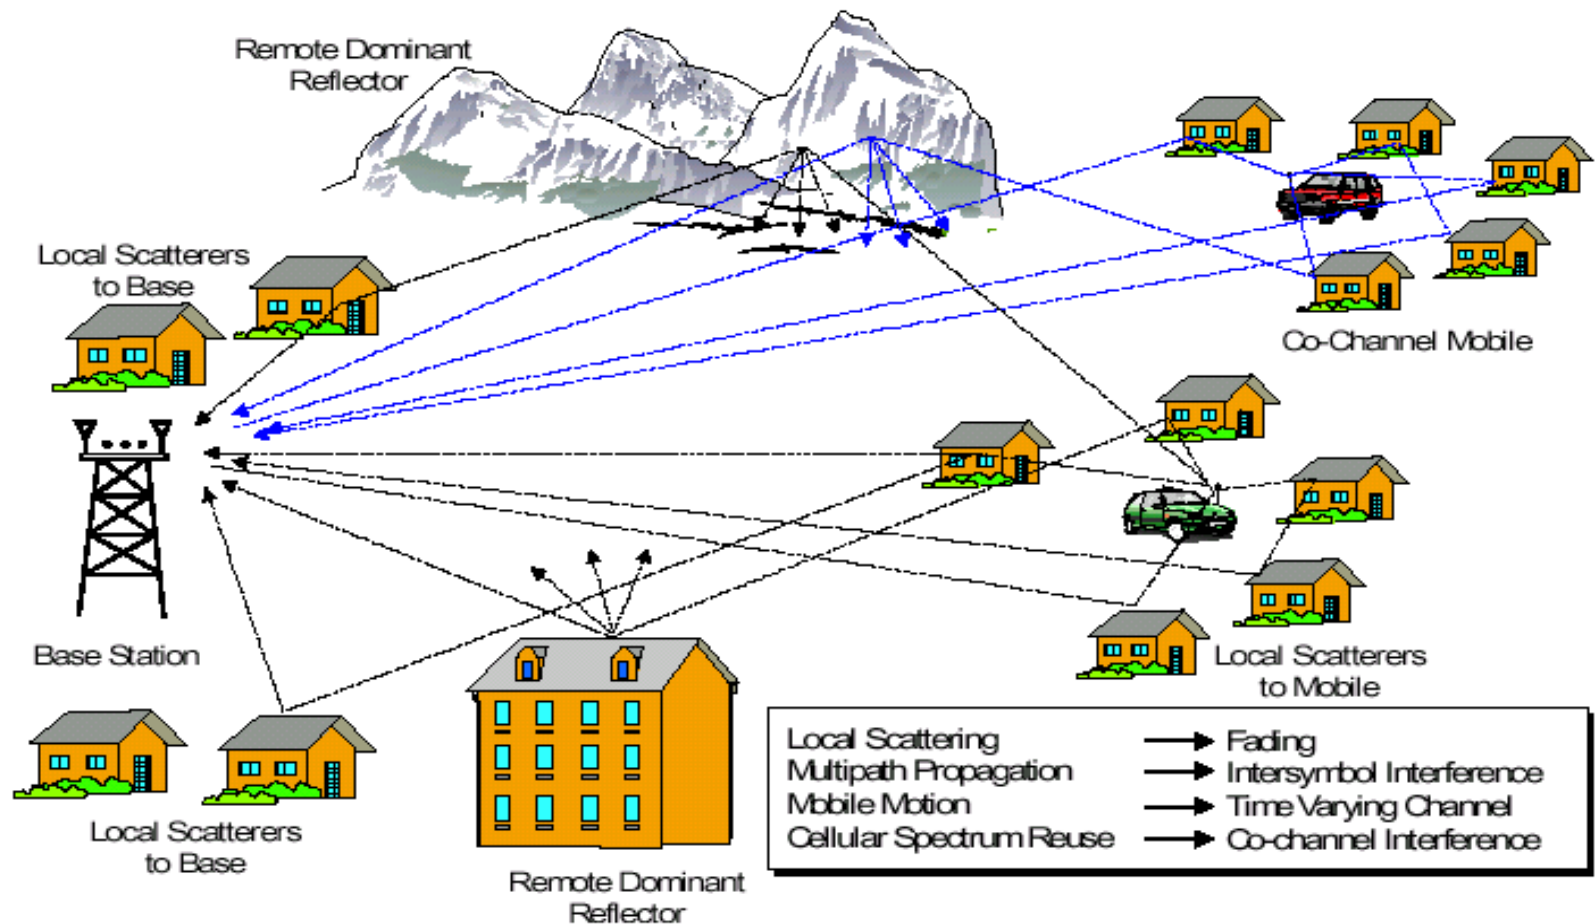 Remote Dominant
Reflector
Local Scatterers
to Base
Co-Channel Mobile
Base Station
Local Scatterers
to Mobile
Local Scatterers
to Base
Remote Dominant
Reflector
Local Scattering Fading
Multipath Propagation Intersymbol Interference
Mobile Motion Time Varying Channel
Cellular Spectrum Reuse Co-channel Interference